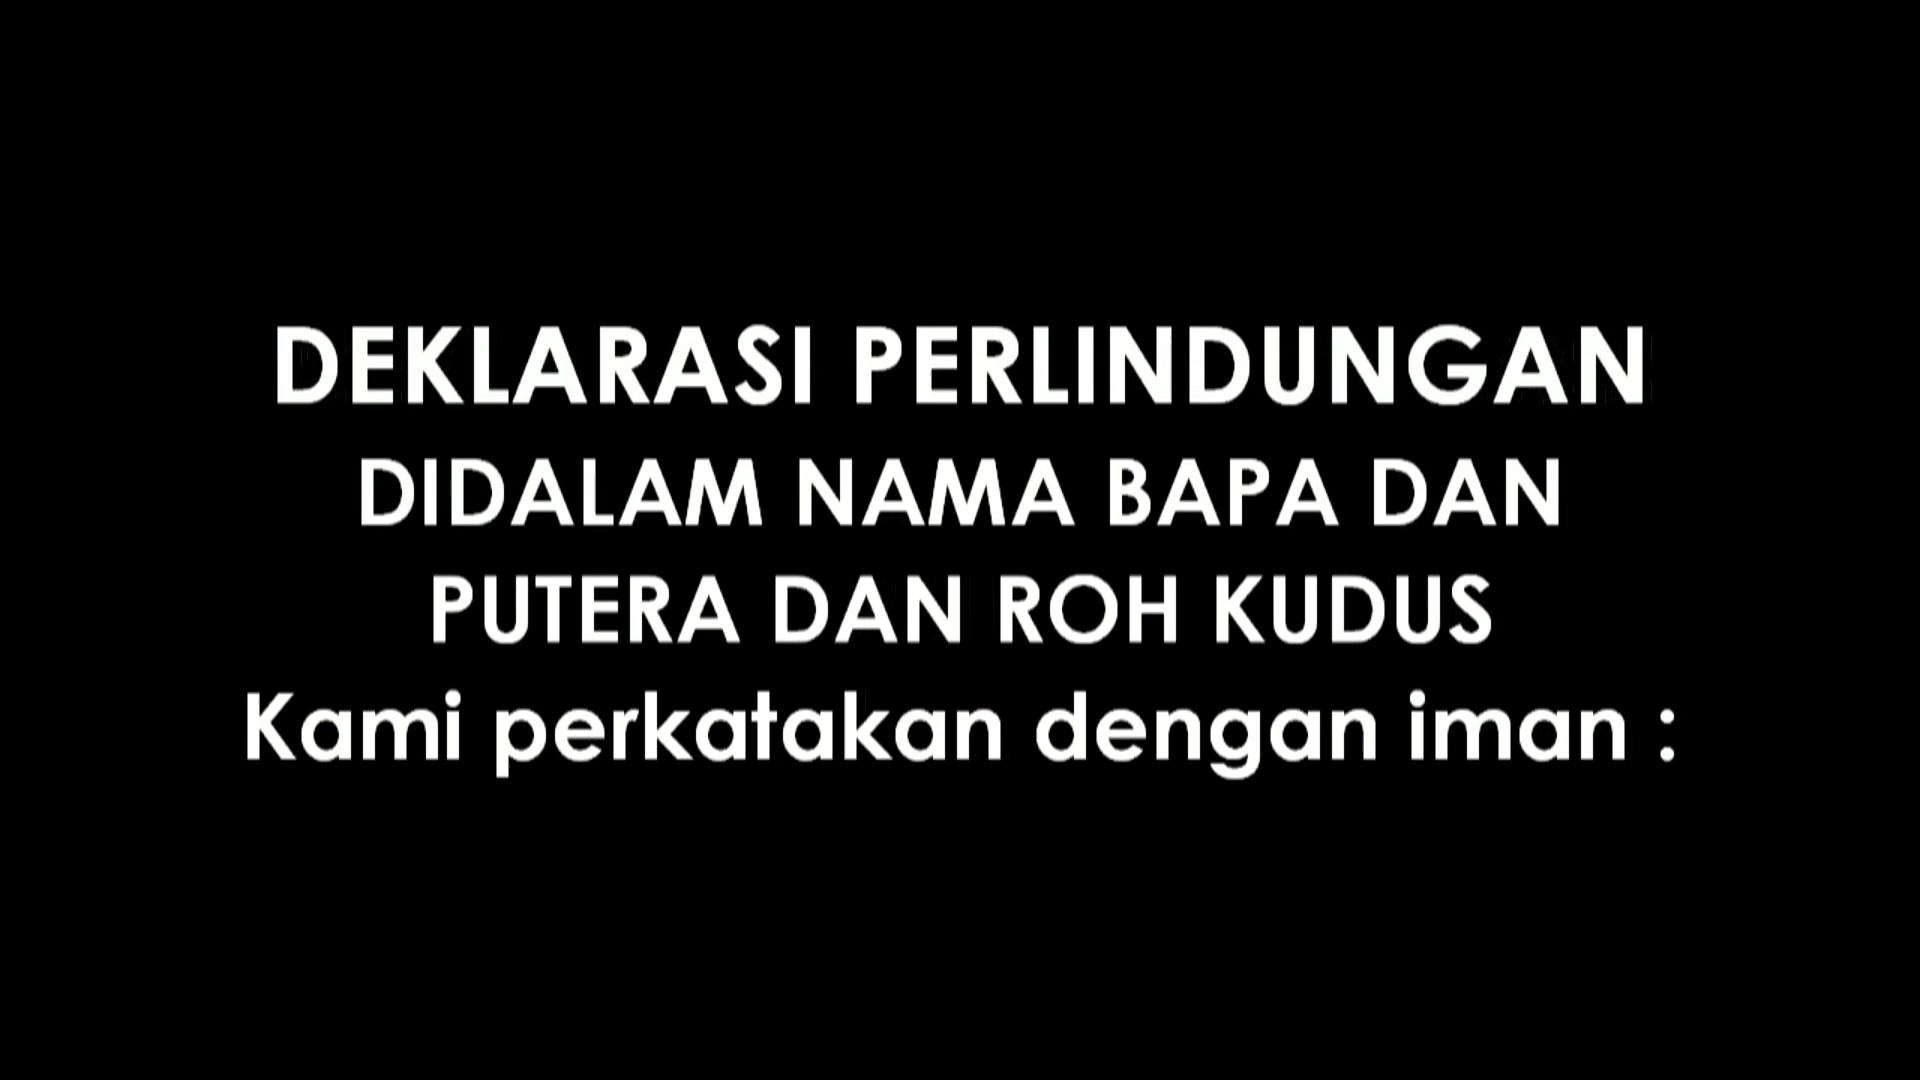 DEKLARASI PERLINDUNGAN
DIDALAM NAMA BAPA DAN
PUTERA DAN ROH KUDUS
Kami perkatakan dengan iman :